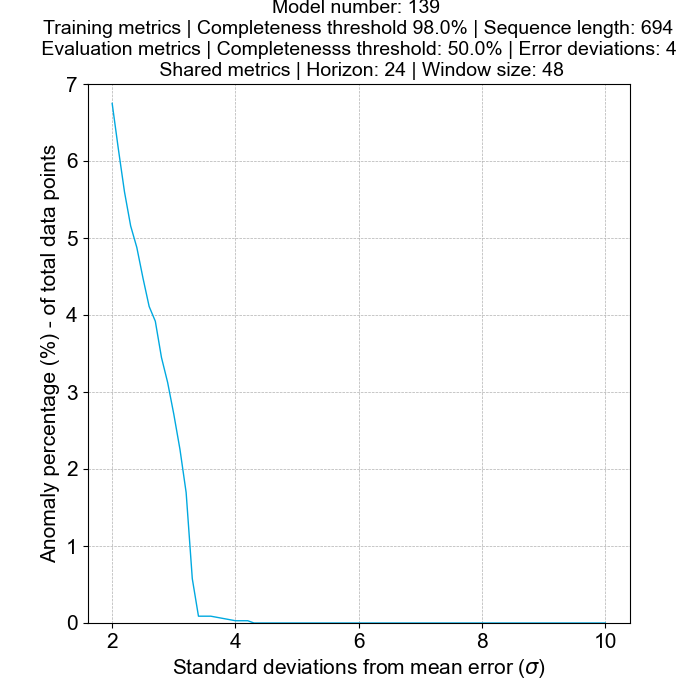 Model number: 139
Training metrics | Completeness threshold 98.0% | Sequence length: 694
Evaluation metrics | Completenesss threshold: 50.0% | Error deviations: 4
Shared metrics | Horizon: 24 | Window size: 48
7
6
5
4
3
2
1
0
Anomaly percentage (%) - of total data points
2 4 6 8 10
Standard deviations from mean error (σ)